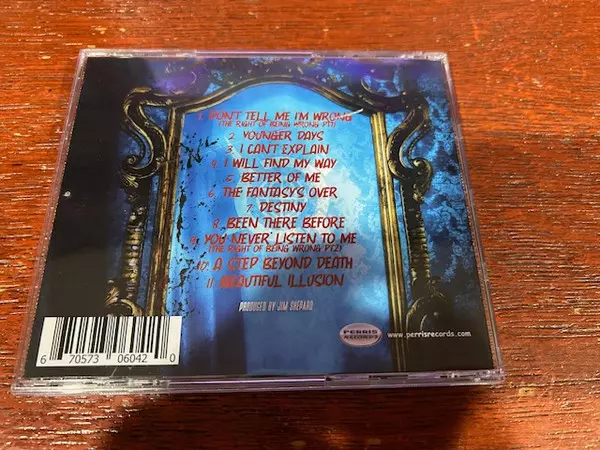 1. DON'T TELL ME I'M WRONG
(THE RIGHT OF BEING WRONG PT1)
2. YOUNGER DAYS
3. I CAN'T EXPLAIN
4. I WILL FIND MY WAY
5. BETTER OF ME
6. THE FANTASY'S OVER
7. DESTINY
8. BEEN THERE BEFORE
9. YOU NEVER LISTEN TO ME
(THE RIGHT OF BEING WRONG PT2)
10. A STEP BEYOND DEATH
11. BEAUTIFUL ILLUSION
PRODUCED BY JIM SHEPARD
PERRIS
RECORDS
www.perrisrecords.com
6 70573 06042 0